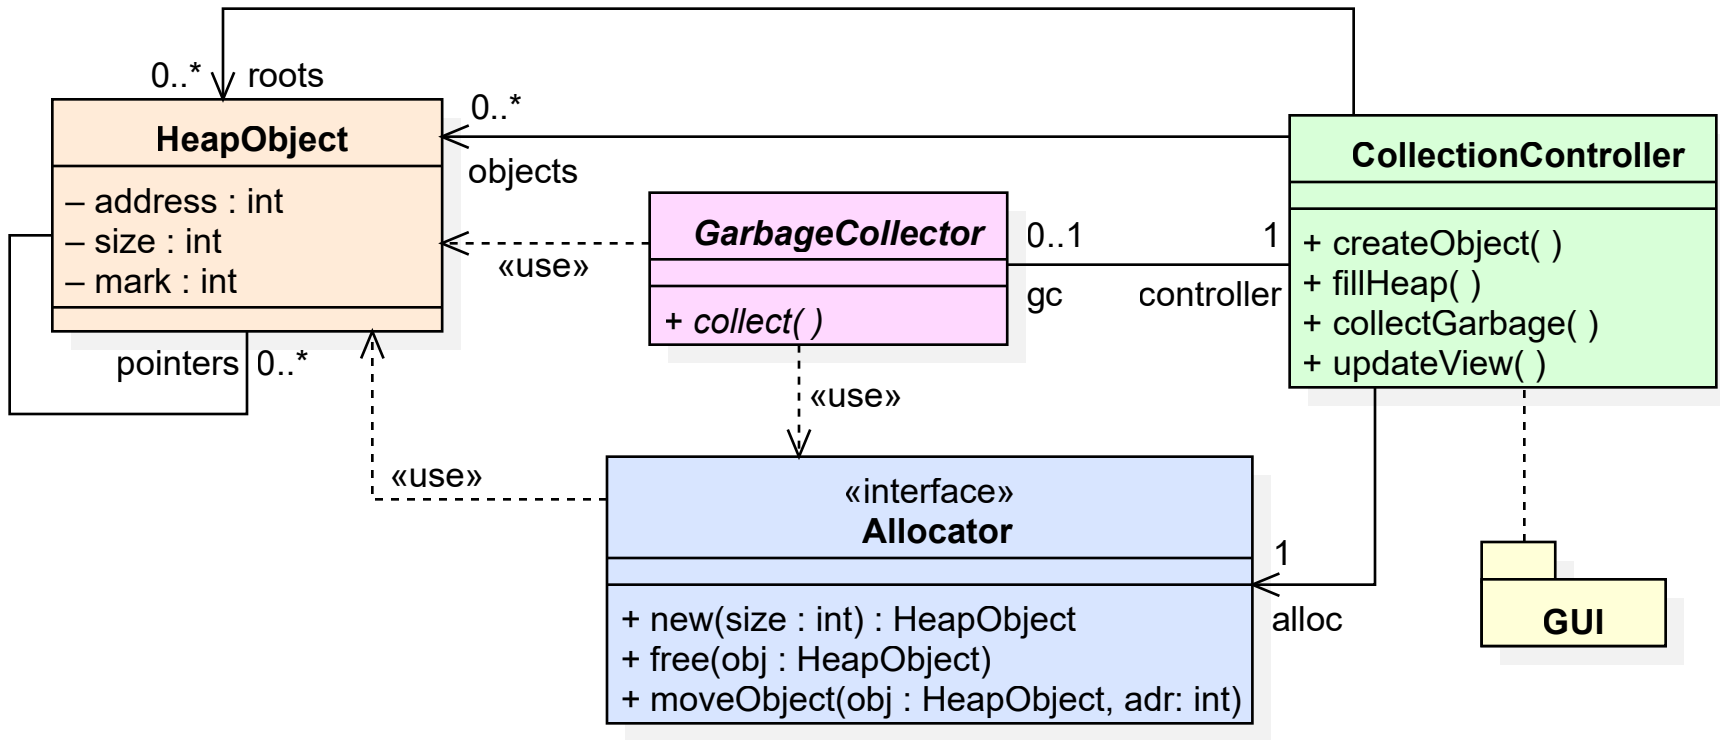 0..* roots
HeapObject
– address : int
– size : int
– mark : int
pointers 0..*
0..*
objects
«use»
GarbageCollector
+ collect( )
0..1
gc
1
controller
CollectionController
+ createObject( )
+ fillHeap( )
+ collectGarbage( )
+ updateView( )
«use»
«use»
«interface»
Allocator
+ new(size : int) : HeapObject
+ free(obj : HeapObject)
+ moveObject(obj : HeapObject, adr: int)
1
alloc
GUI